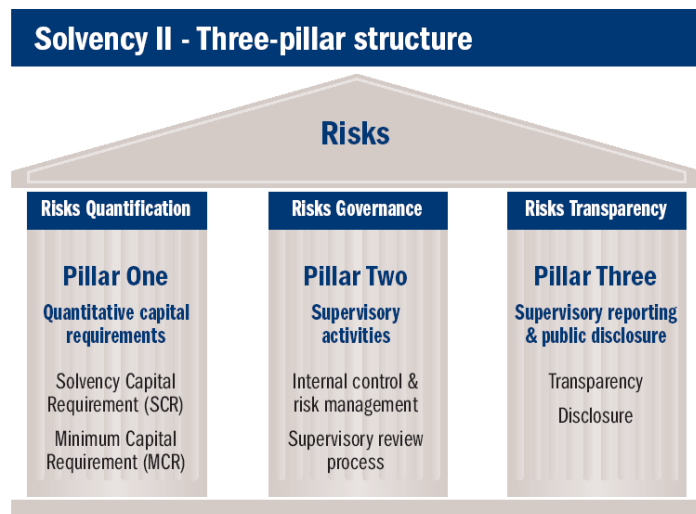 Solvency II - Three-pillar structure
Risks
Risks Quantification
Pillar One
Quantitative capital
requirements
Solvency Capital
Requirement (SCR)
Minimum Capital
Requirement (MCR)
Risks Governance
Pillar Two
Supervisory
activities
Internal control &
risk management
Supervisory review
process
Risks Transparency
Pillar Three
Supervisory reporting
& public disclosure
Transparency
Disclosure